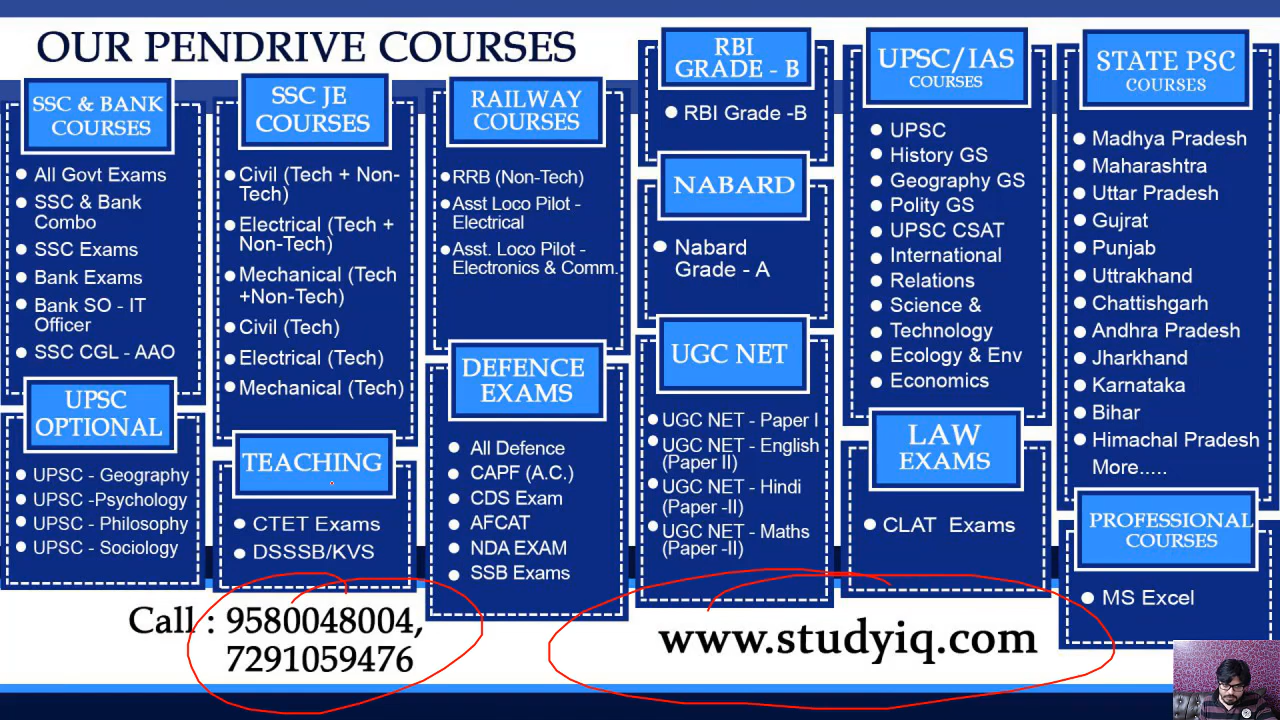 OUR PENDRIVE COURSES
SSC & BANK
COURSES
All Govt Exams
SSC & Bank
Combo
SSC Exams
Bank Exams
Bank SO - IT
Officer
SSC CGL - AAO
UPSC
OPTIONAL
UPSC - Geography
UPSC -Psychology
UPSC - Philosophy
UPSC - Sociology
SSC JE
COURSES
Civil (Tech + Non-
Tech)
Electrical (Tech +
Non-Tech)
Mechanical (Tech
+Non-Tech)
Civil (Tech)
Electrical (Tech)
Mechanical (Tech)
TEACHING
CTET Exams
DSSSB/KVS
RAILWAY
COURSES
RRB (Non-Tech)
Asst Loco Pilot -
Electrical
Asst. Loco Pilot -
Electronics & Comm.
DEFENCE
EXAMS
All Defence
CAPF (A.C.)
CDS Exam
AFCAT
NDA EXAM
SSB Exams
RBI
GRADE - B
RBI Grade -B
NABARD
Nabard
Grade - A
UGC NET
UGC NET - Paper I
UGC NET - English
(Paper II)
UGC NET - Hindi
(Paper -II)
UGC NET - Maths
(Paper -II)
UPSC/IAS
COURSES
UPSC
History GS
Geography GS
Polity GS
UPSC CSAT
International
Relations
Science &
Technology
Ecology & Env
Economics
LAW
EXAMS
CLAT Exams
STATE PSC
COURSES
Madhya Pradesh
Maharashtra
Uttar Pradesh
Gujrat
Punjab
Uttrakhand
Chattishgarh
Andhra Pradesh
Jharkhand
Karnataka
Bihar
Himachal Pradesh
More.....
PROFESSIONAL
COURSES
MS Excel
Call : 9580048004,
7291059476
www.studyiq.com